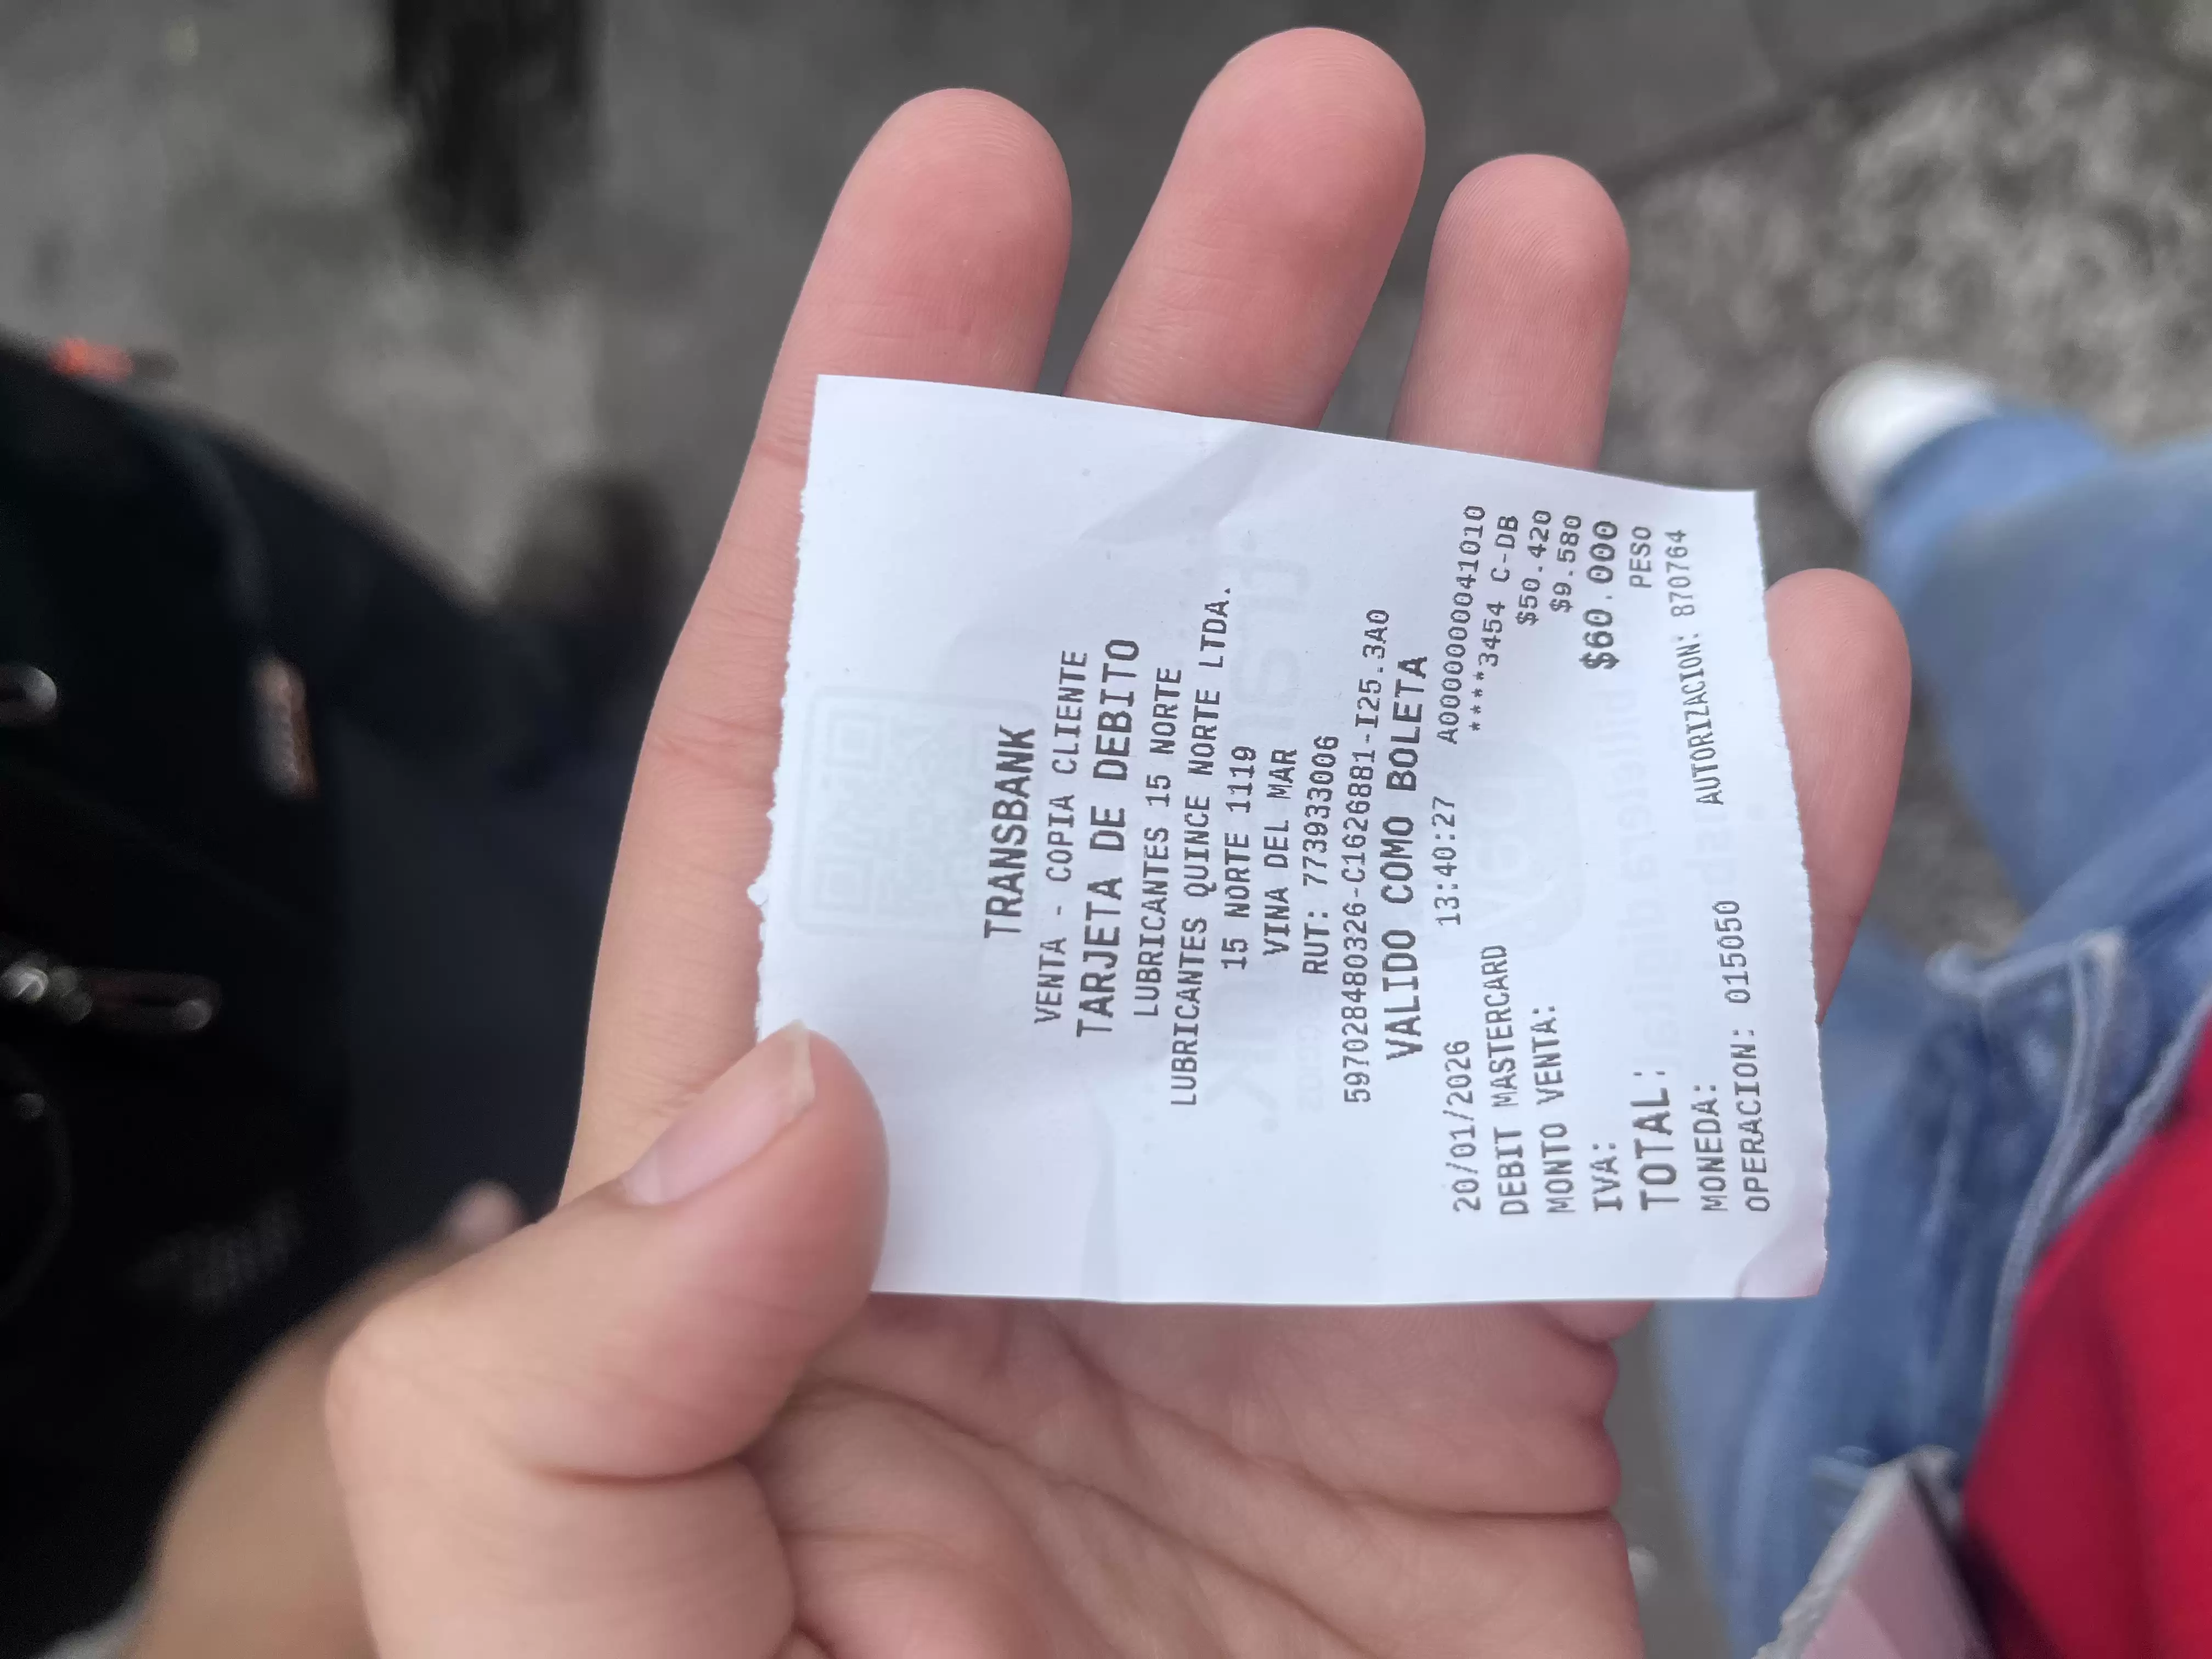 TRANSBANK
VENTA - COPIA CLIENTE
TARJETA DE DEBITO
LUBRICANTES 15 NORTE
LUBRICANTES QUINCE NORTE LTDA.
15 NORTE 1119
VINA DEL MAR
RUT: 773933006
597028480326-C1626881-I25.3A0
VALIDO COMO BOLETA
20/01/2026 13:40:27 A0000000041010
DEBIT MASTERCARD ****3454 C-DB
MONTO VENTA: $50.420
IVA: $9.580
TOTAL: $60.000
MONEDA: PESO
OPERACION: 015050 AUTORIZACION: 870764